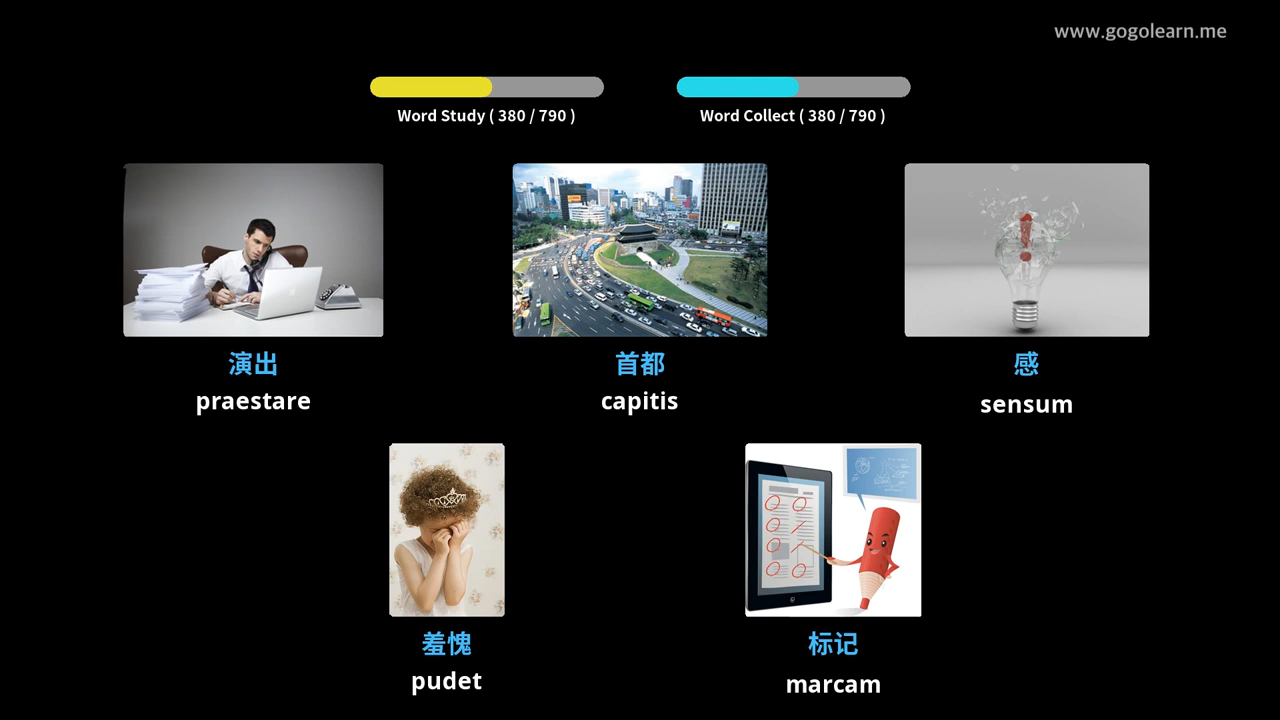 www.gogolearn.me
Word Study ( 380 / 790 )
Word Collect ( 380 / 790 )
演出
praestare
首都
capitis
感
sensum
羞愧
pudet
标记
marcam